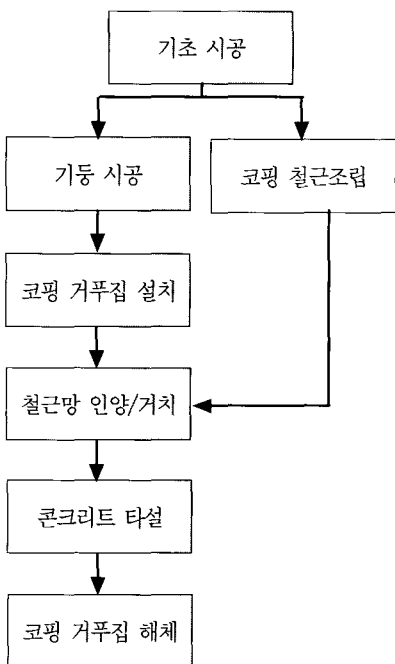 기초 시공
기둥 시공
코핑 철근조립
코핑 거푸집 설치
철근망 인양/거치
콘크리트 타설
코핑 거푸집 해체